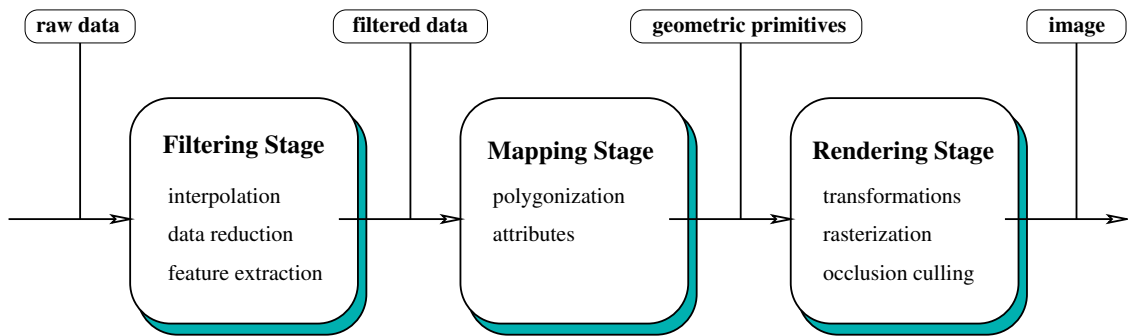 raw data
filtered data
geometric primitives
image
Filtering Stage
interpolation
data reduction
feature extraction
Mapping Stage
polygonization
attributes
Rendering Stage
transformations
rasterization
occlusion culling